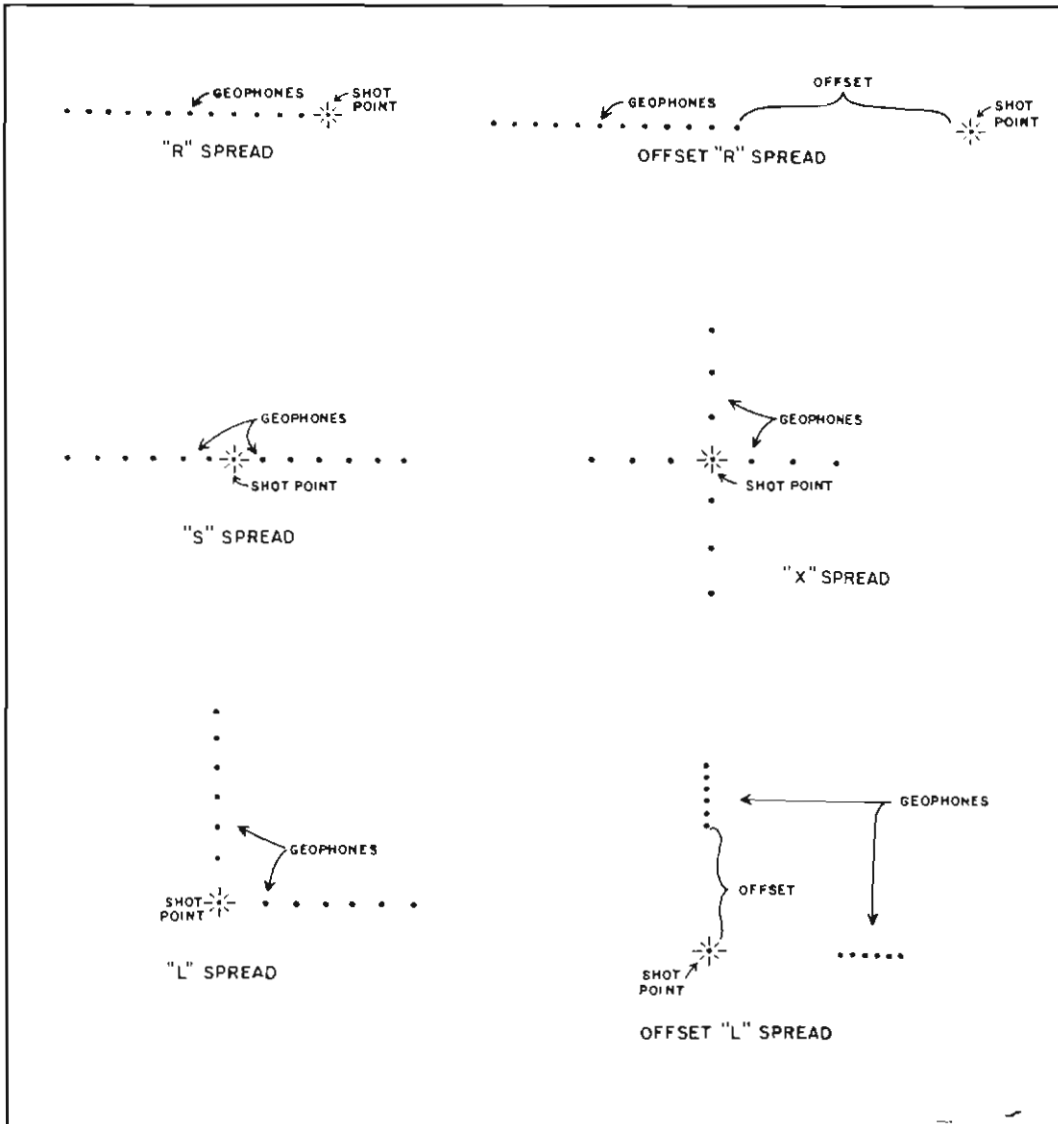 GEOPHONES
SHOT
POINT
"R" SPREAD
OFFSET
GEOPHONES
SHOT
POINT
OFFSET "R" SPREAD
GEOPHONES
SHOT POINT
"S" SPREAD
GEOPHONES
SHOT POINT
"X" SPREAD
GEOPHONES
SHOT
POINT
"L" SPREAD
GEOPHONES
OFFSET
SHOT
POINT
OFFSET "L" SPREAD